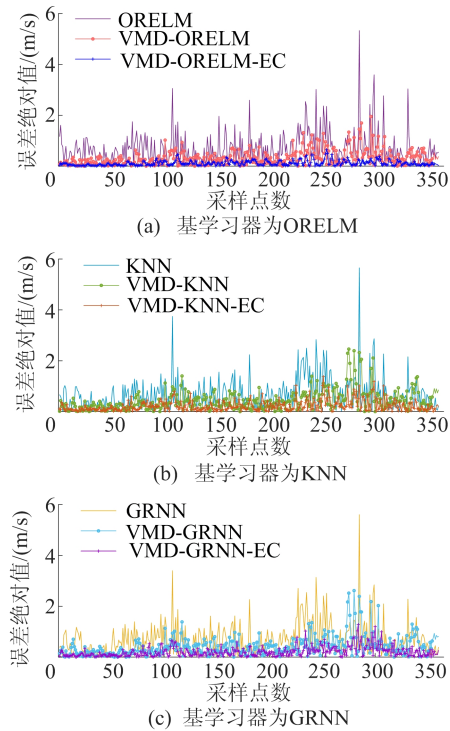 6
ORELM
VMD-ORELM
VMD-ORELM-EC
4
2
误差绝对值/(m/s)
0 50 100 150 200 250 300 350
采样点数
(a) 基学习器为ORELM
6
KNN
VMD-KNN
VMD-KNN-EC
4
2
误差绝对值/(m/s)
0 50 100 150 200 250 300 350
采样点数
(b) 基学习器为KNN
6
GRNN
VMD-GRNN
VMD-GRNN-EC
4
2
误差绝对值/(m/s)
0 50 100 150 200 250 300 350
采样点数
(c) 基学习器为GRNN